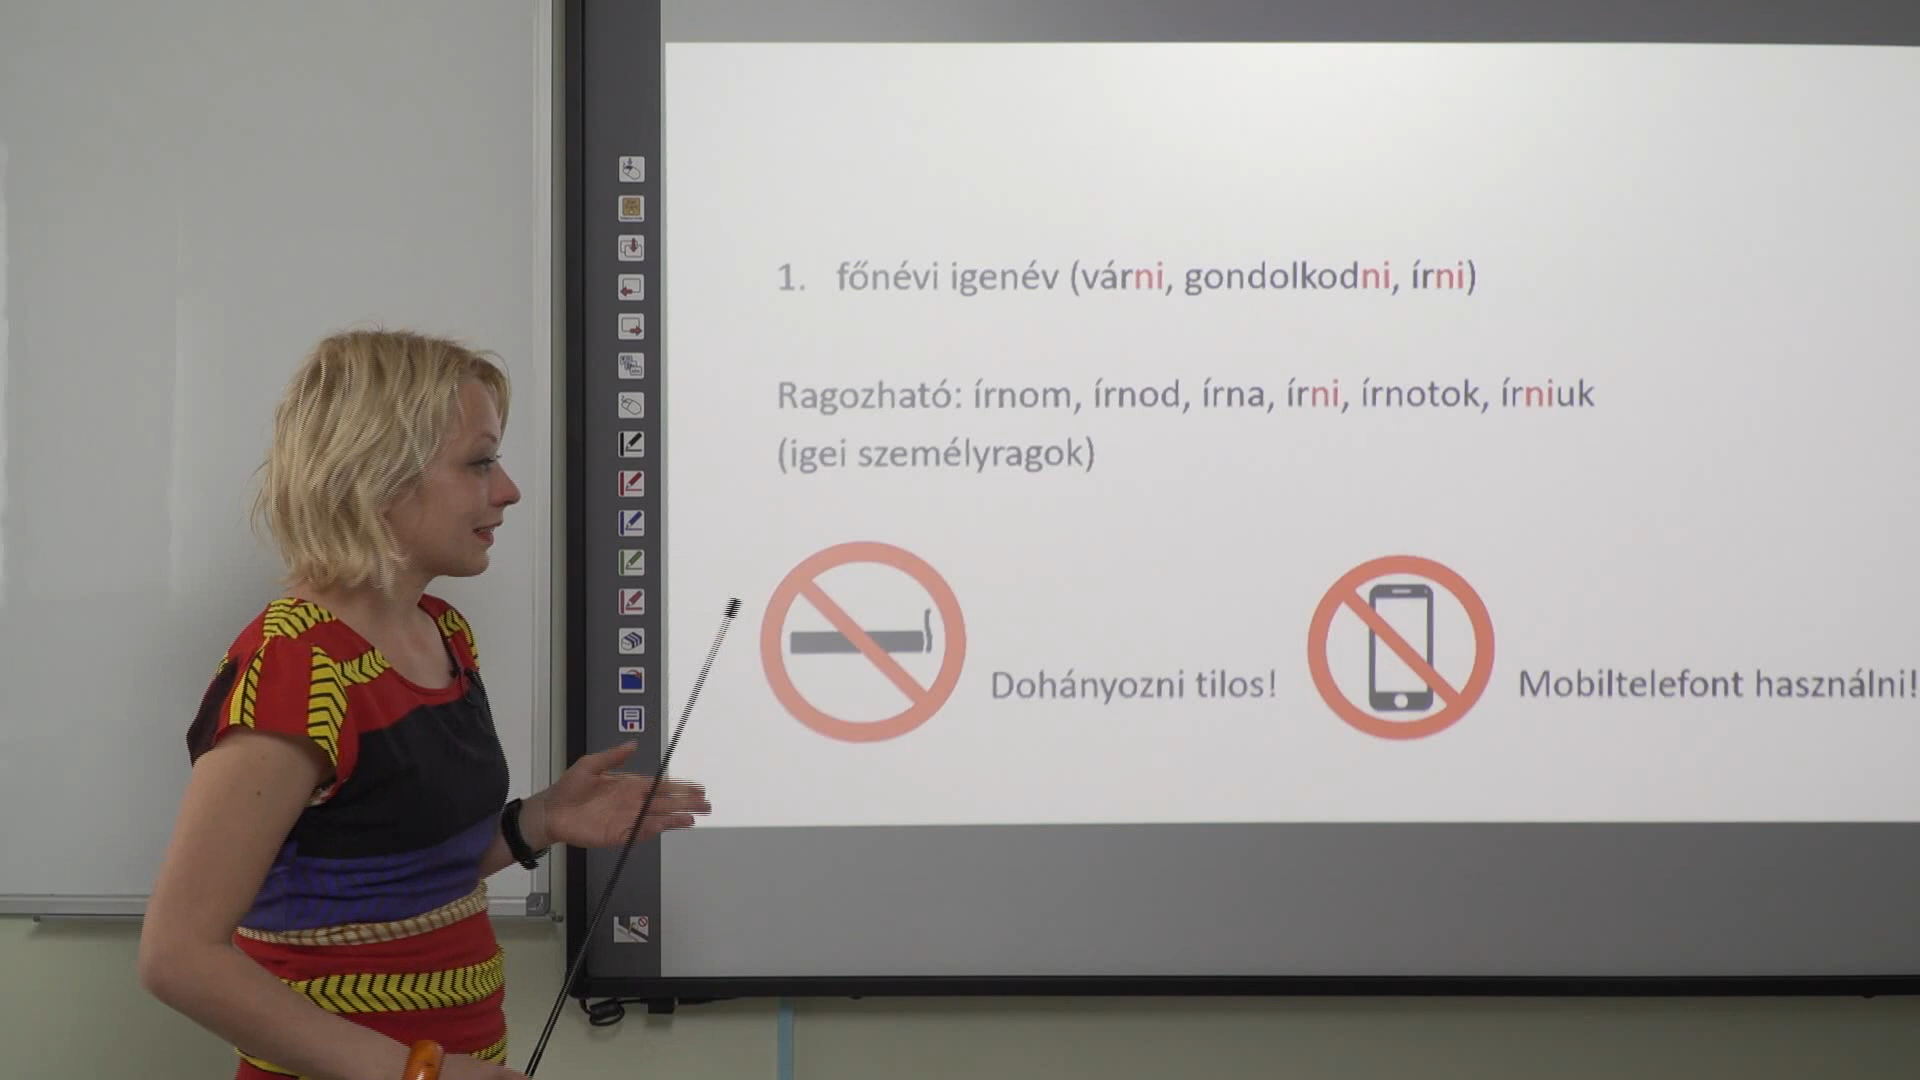 1. főnévi igenév (várni, gondolkodni, írni)
Ragozható: írnom, írnod, írna, írni, írnotok, írniuk
(igei személyragok)
Dohányozni tilos!
Mobiltelefont használni!